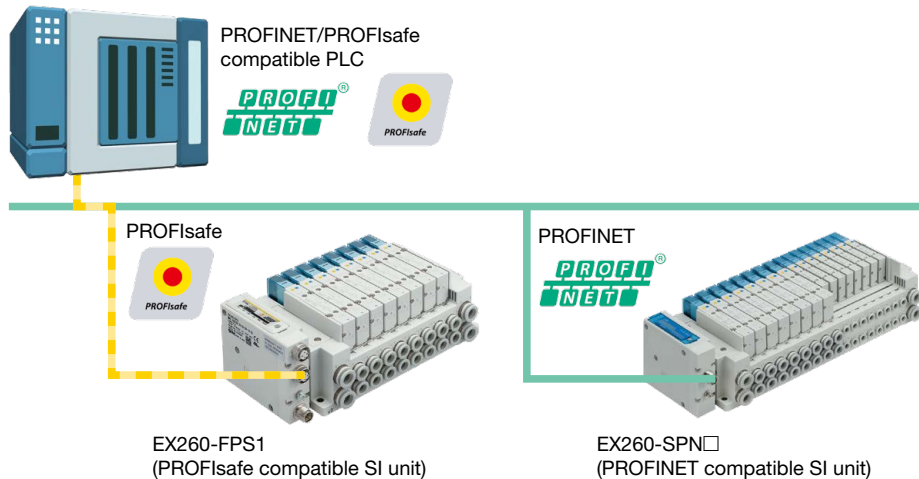 PROFINET/PROFIsafe
compatible PLC
PROFI®
NET
PROFIsafe
PROFIsafe
PROFIsafe
PROFINET
PROFI®
NET
EX260-FPS1
(PROFIsafe compatible SI unit)
EX260-SPN□
(PROFINET compatible SI unit)